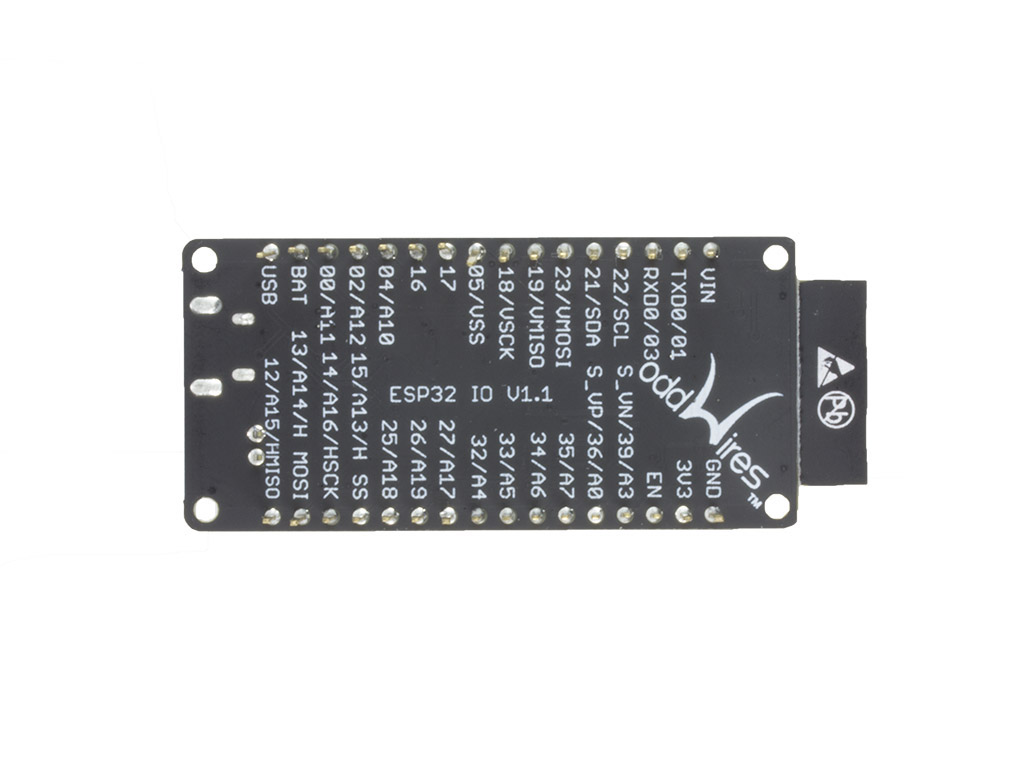 USB
BAT
00/A11
02/A12
04/A10
16
17
05/VSS
18/VSCK
19/VMISO
23/VMOSI
21/SDA
22/SCL
RXD0/03
TXD0/01
VIN
ESP32 IO V1.1
oddWires™
12/A15/HMISO
13/A14/H MOSI
14/A16/HSCK
15/A13/H SS
25/A18
26/A19
27/A17
32/A4
33/A5
34/A6
35/A7
S_VP/36/A0
S_VN/39/A3
EN
3V3
GND
Pb